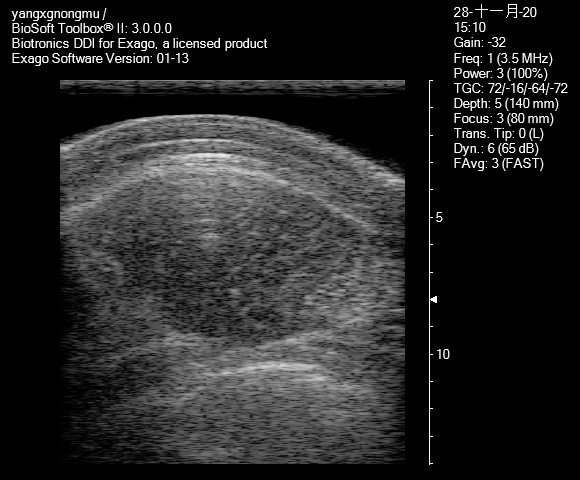 yangxgnongmu /
BioSoft Toolbox® II: 3.0.0.0
Biotronics DDI for Exago, a licensed product
Exago Software Version: 01-13
28-十一月-20
15:10
Gain: -32
Freq: 1 (3.5 MHz)
Power: 3 (100%)
TGC: 72/-16/-64/-72
Depth: 5 (140 mm)
Focus: 3 (80 mm)
Trans. Tip: 0 (L)
Dyn.: 6 (65 dB)
FAvg: 3 (FAST)
5
10